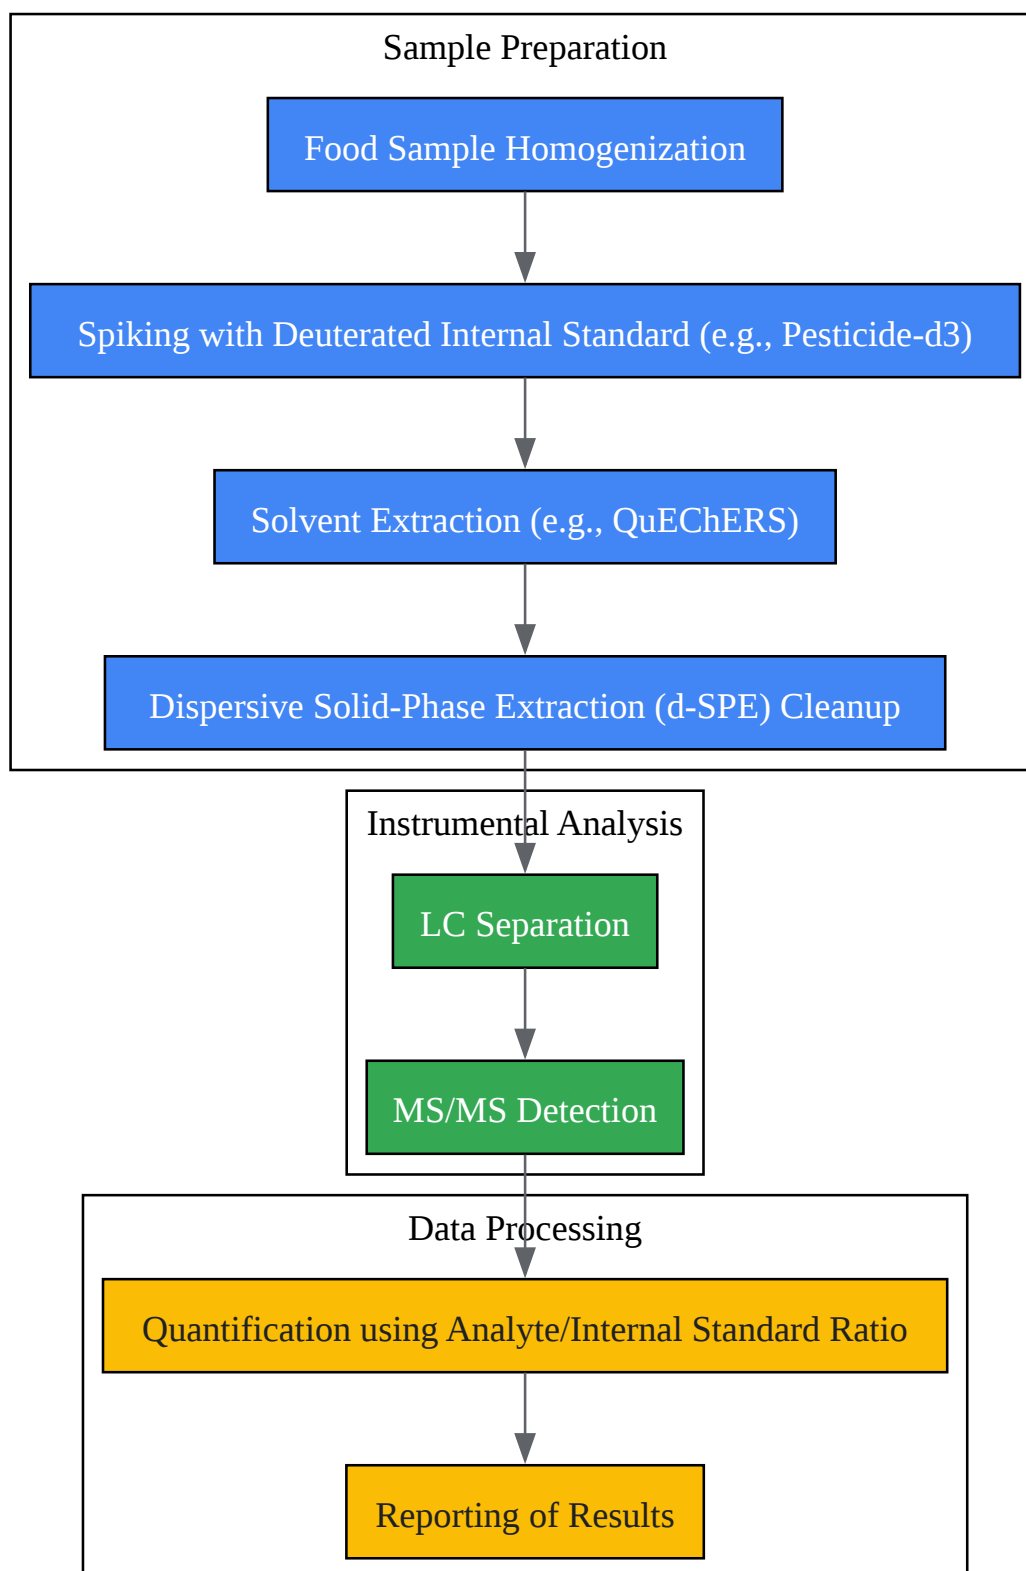 Sample Preparation
Food Sample Homogenization
Spiking with Deuterated Internal Standard (e.g., Pesticide-d3)
Solvent Extraction (e.g., QuEChERS)
Dispersive Solid-Phase Extraction (d-SPE) Cleanup
Instrumental Analysis
LC Separation
MS/MS Detection
Data Processing
Quantification using Analyte/Internal Standard Ratio
Reporting of Results